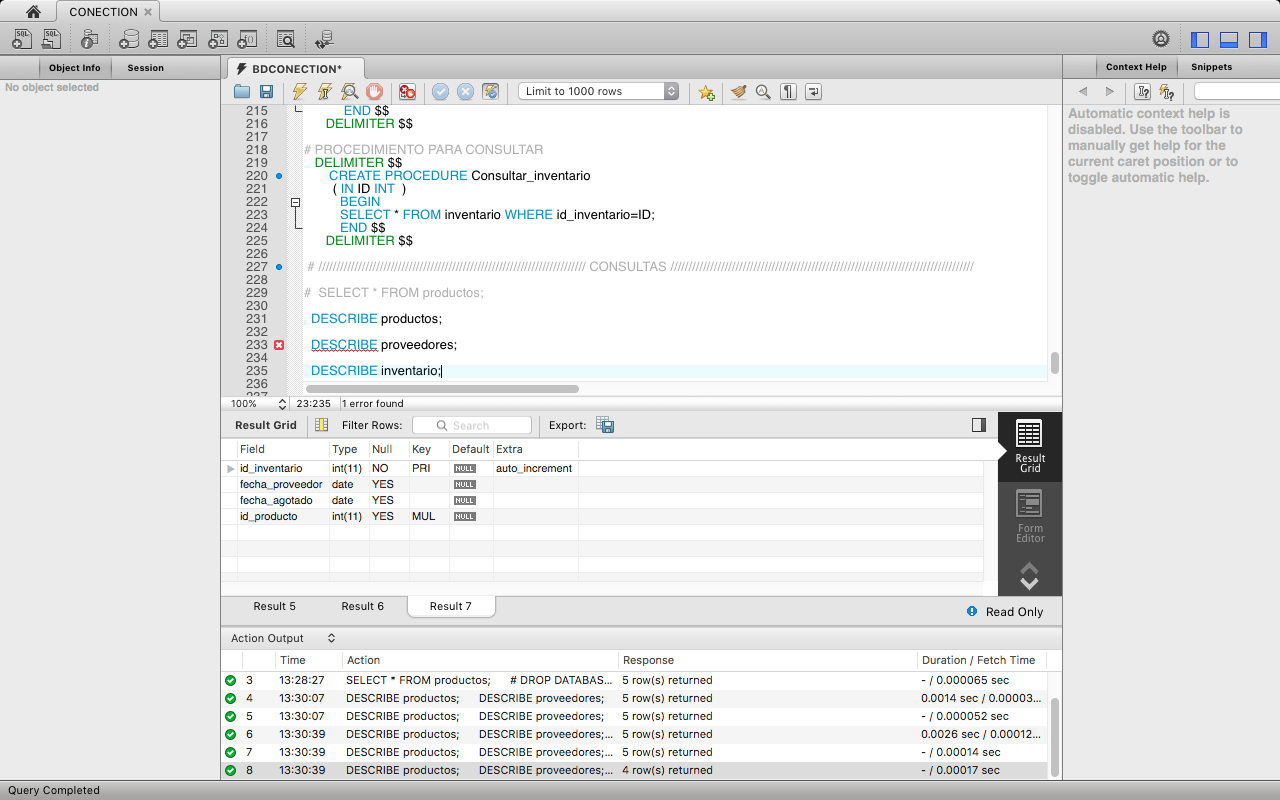 CONECTION
Object Info Session
No object selected
BDCONECTION*
Limit to 1000 rows
Context Help Snippets
Automatic context help is
disabled. Use the toolbar to
manually get help for the
current caret position or to
toggle automatic help.
215 END $$
216 DELIMITER $$
217
218 # PROCEDIMIENTO PARA CONSULTAR
219 DELIMITER $$
220 CREATE PROCEDURE Consultar_inventario
221 ( IN ID INT )
222 BEGIN
223 SELECT * FROM inventario WHERE id_inventario=ID;
224 END $$
225 DELIMITER $$
226
227 # ////////////////////////////////////////////////////////////////////////// CONSULTAS ////////////////////////////////////////////////////////////////////////////////////
228
229 # SELECT * FROM productos;
230
231 DESCRIBE productos;
232
233 DESCRIBE proveedores;
234
235 DESCRIBE inventario;
236
100% 23:235 1 error found
Result Grid Filter Rows: Search Export:
Field Type Null Key Default Extra
id_inventario int(11) NO PRI NULL auto_increment
fecha_proveedor date YES NULL
fecha_agotado date YES NULL
id_producto int(11) YES MUL NULL
Result
Grid
Form
Editor
Result 5 Result 6 Result 7
Read Only
Action Output
Time Action Response Duration / Fetch Time
3 13:28:27 SELECT * FROM productos; # DROP DATABAS... 5 row(s) returned - / 0.000065 sec
4 13:30:07 DESCRIBE productos; DESCRIBE proveedores; 5 row(s) returned 0.0014 sec / 0.00003...
5 13:30:07 DESCRIBE productos; DESCRIBE proveedores; 5 row(s) returned - / 0.000052 sec
6 13:30:39 DESCRIBE productos; DESCRIBE proveedores;... 5 row(s) returned 0.0026 sec / 0.00012...
7 13:30:39 DESCRIBE productos; DESCRIBE proveedores;... 5 row(s) returned - / 0.00014 sec
8 13:30:39 DESCRIBE productos; DESCRIBE proveedores;... 4 row(s) returned - / 0.00017 sec
Query Completed